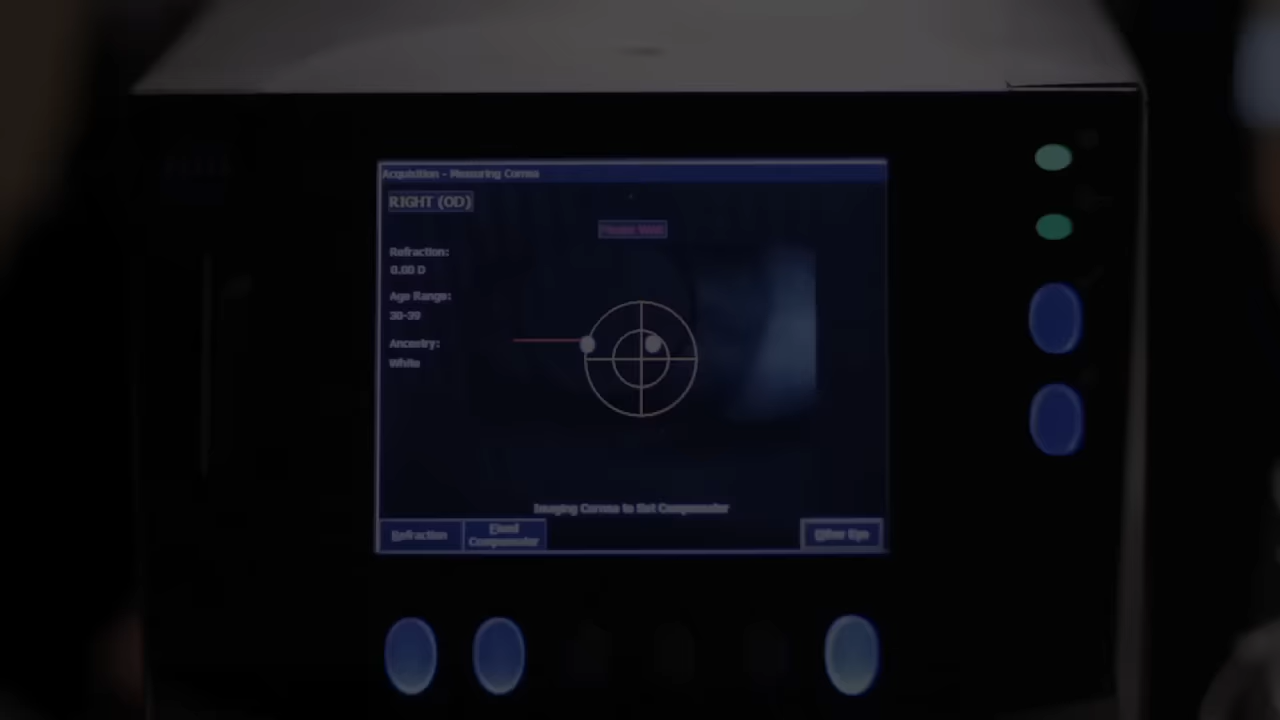 Acquisition - Measuring Cornea
RIGHT (OD)
Please Wait
Refraction:
0.00 D
Age Range:
30-39
Ancestry:
White
Imaging Cornea to Set Compensator
Refraction
Fixed
Compensator
Other Eye